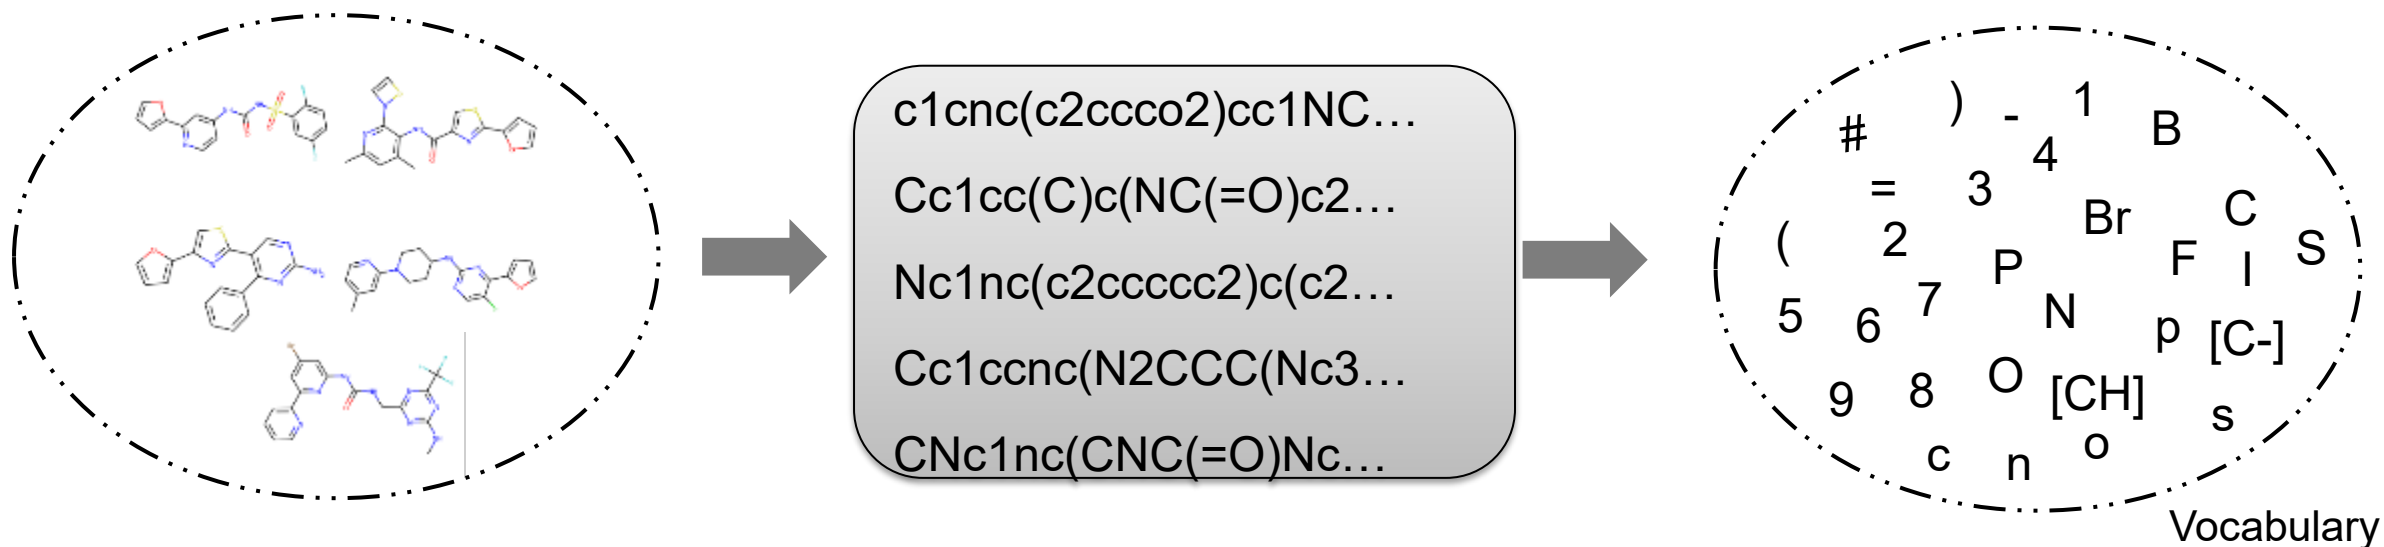 c1cnc(c2ccco2)cc1NC…
Cc1cc(C)c(NC(=O)c2…
Nc1nc(c2ccccc2)c(c2…
Cc1ccnc(N2CCC(Nc3…
CNc1nc(CNC(=O)Nc…
# ) - 1 B
4
= 3
Br C
( 2 P F I S
5 6 7 N p [C-]
9 8 O [CH] s
c n o
Vocabulary